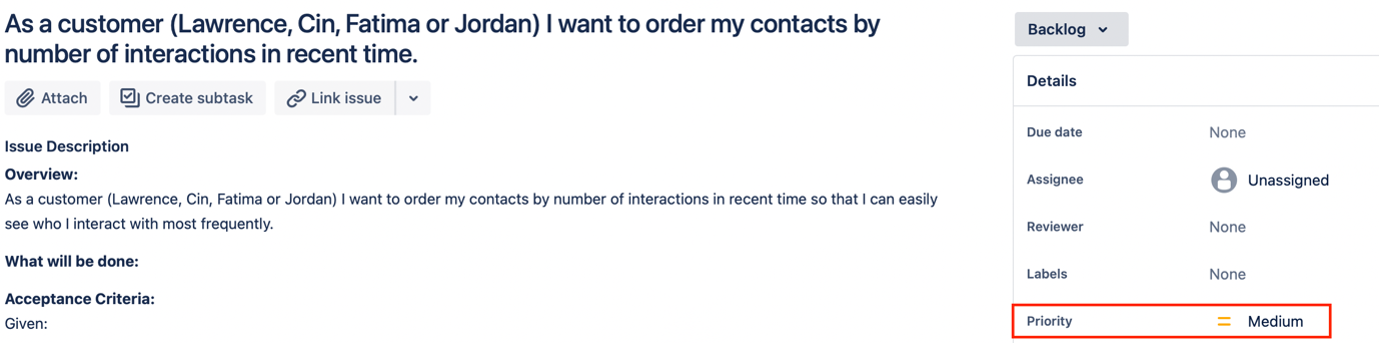 As a customer (Lawrence, Cin, Fatima or Jordan) I want to order my contacts by
number of interactions in recent time.
Attach Create subtask Link issue
Issue Description
Overview:
As a customer (Lawrence, Cin, Fatima or Jordan) I want to order my contacts by number of interactions in recent time so that I can easily
see who I interact with most frequently.
What will be done:
Acceptance Criteria:
Given:
Backlog
Details
Due date None
Assignee Unassigned
Reviewer None
Labels None
Priority Medium